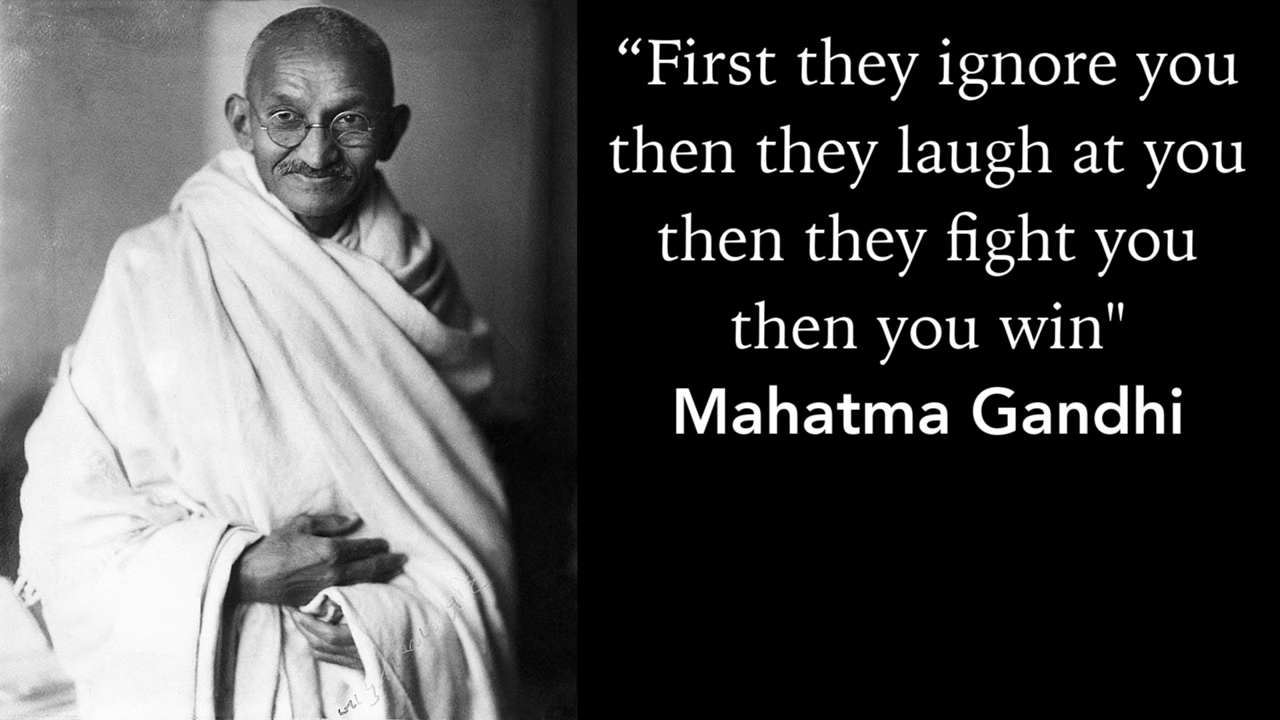 “First they ignore you
then they laugh at you
then they fight you
then you win"
Mahatma Gandhi